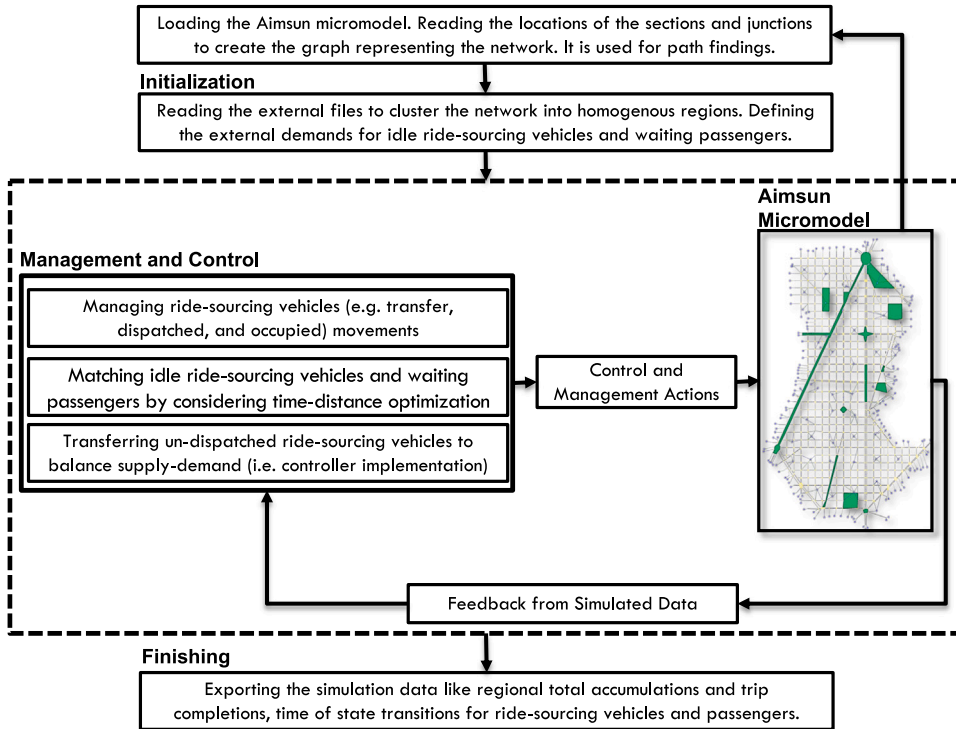 Loading the Aimsun micromodel. Reading the locations of the sections and junctions
to create the graph representing the network. It is used for path findings.
Initialization
Reading the external files to cluster the network into homogenous regions. Defining
the external demands for idle ride-sourcing vehicles and waiting passengers.
Aimsun
Micromodel
Management and Control
Managing ride-sourcing vehicles (e.g. transfer,
dispatched, and occupied) movements
Matching idle ride-sourcing vehicles and waiting
passengers by considering time-distance optimization
Transferring un-dispatched ride-sourcing vehicles to
balance supply-demand (i.e. controller implementation)
Control and
Management Actions
Feedback from Simulated Data
Finishing
Exporting the simulation data like regional total accumulations and trip
completions, time of state transitions for ride-sourcing vehicles and passengers.